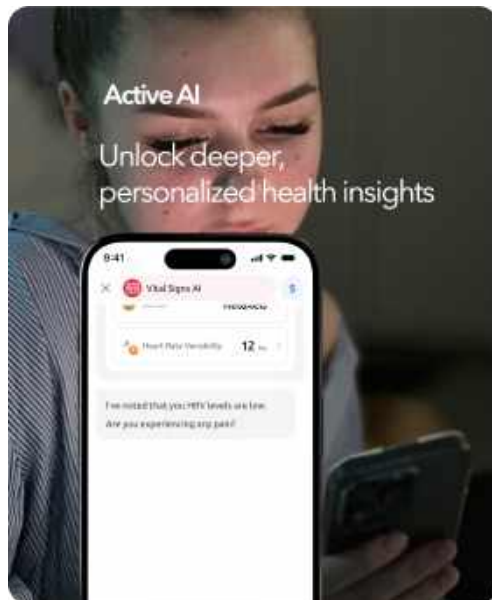 Active AI
Unlock deeper,
personalized health insights
9:41
Vital Signs AI
$
Heart Rate Variability 12
I've noted that you HRV levels are low.
Are you experiencing any pain?